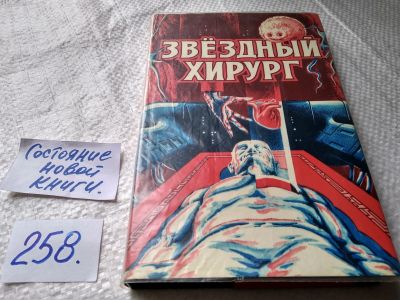 ЗВЁЗДНЫЙ
ХИРУРГ
Состояние
новой
книги.
258.